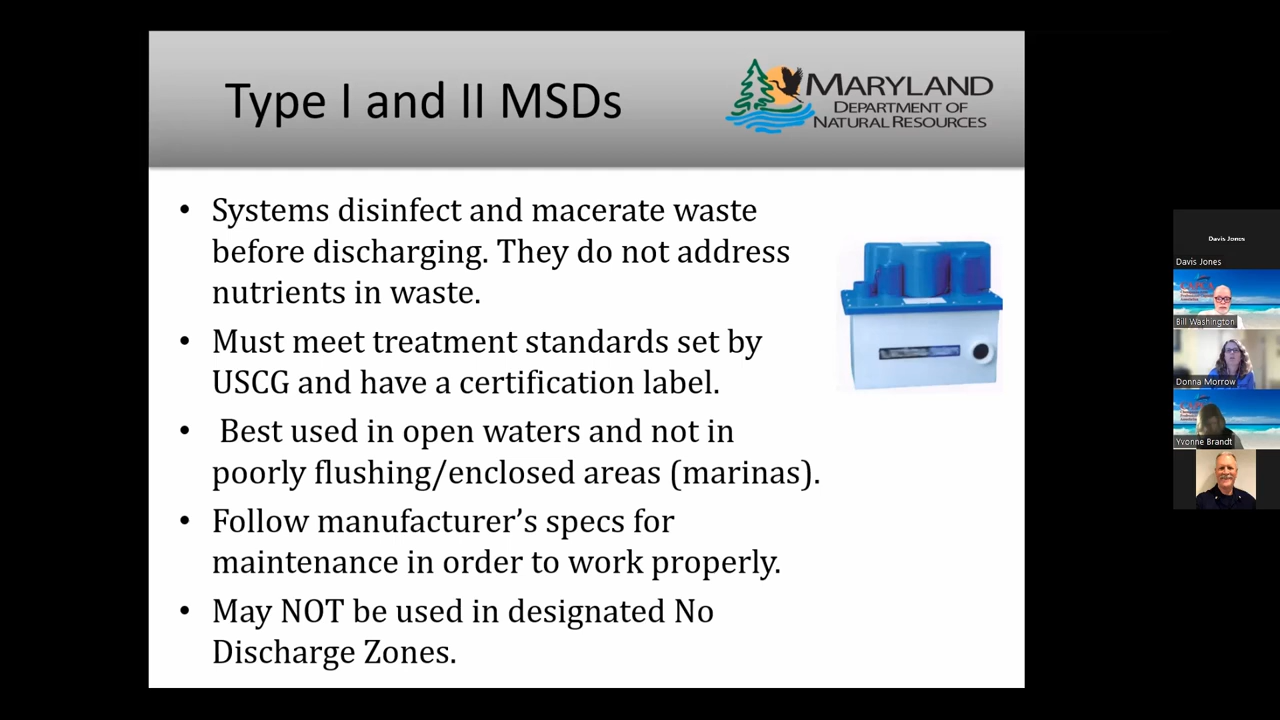 Type I and II MSDs
MARYLAND
DEPARTMENT OF
NATURAL RESOURCES
• Systems disinfect and macerate waste
before discharging. They do not address
nutrients in waste.
• Must meet treatment standards set by
USCG and have a certification label.
• Best used in open waters and not in
poorly flushing/enclosed areas (marinas).
• Follow manufacturer’s specs for
maintenance in order to work properly.
• May NOT be used in designated No
Discharge Zones.
Davis Jones
Davis Jones
Bill Washington
Donna Morrow
Yvonne Brandt